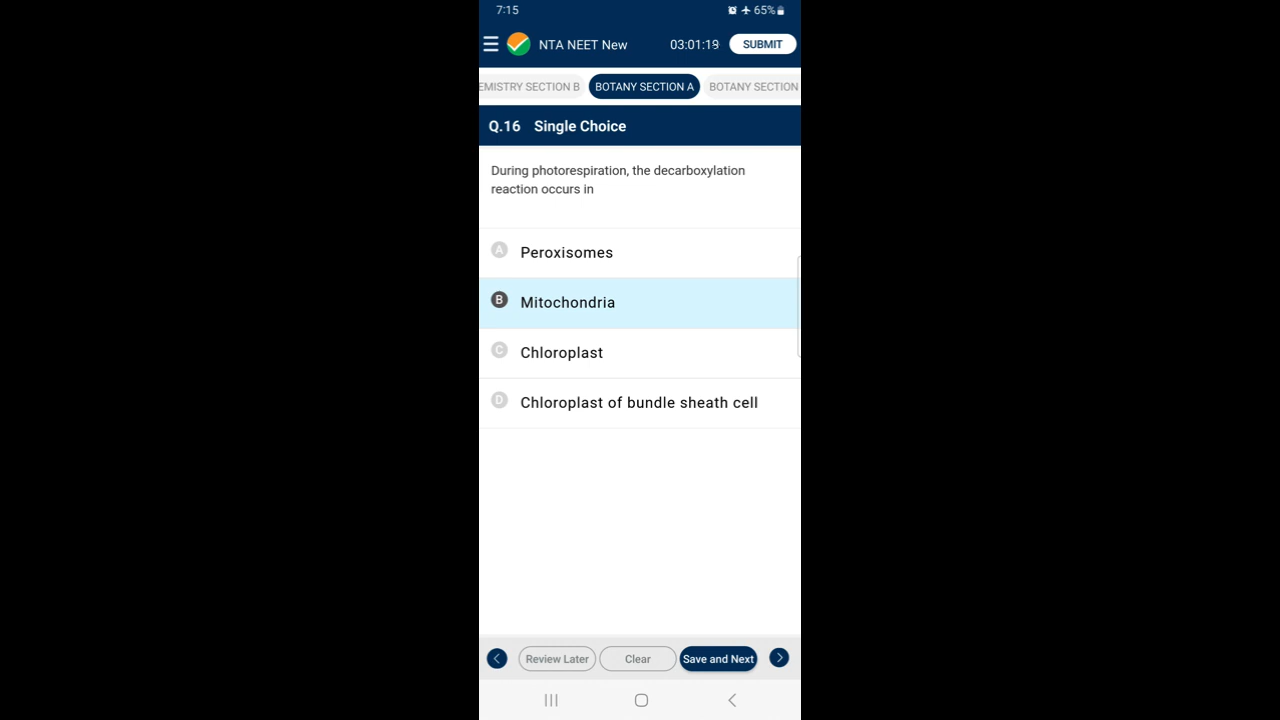 7:15 65%
NTA NEET New 03:01:19 SUBMIT
EMISTRY SECTION B BOTANY SECTION A BOTANY SECTION
Q.16 Single Choice
During photorespiration, the decarboxylation
reaction occurs in
A Peroxisomes
B Mitochondria
C Chloroplast
D Chloroplast of bundle sheath cell
Review Later Clear Save and Next